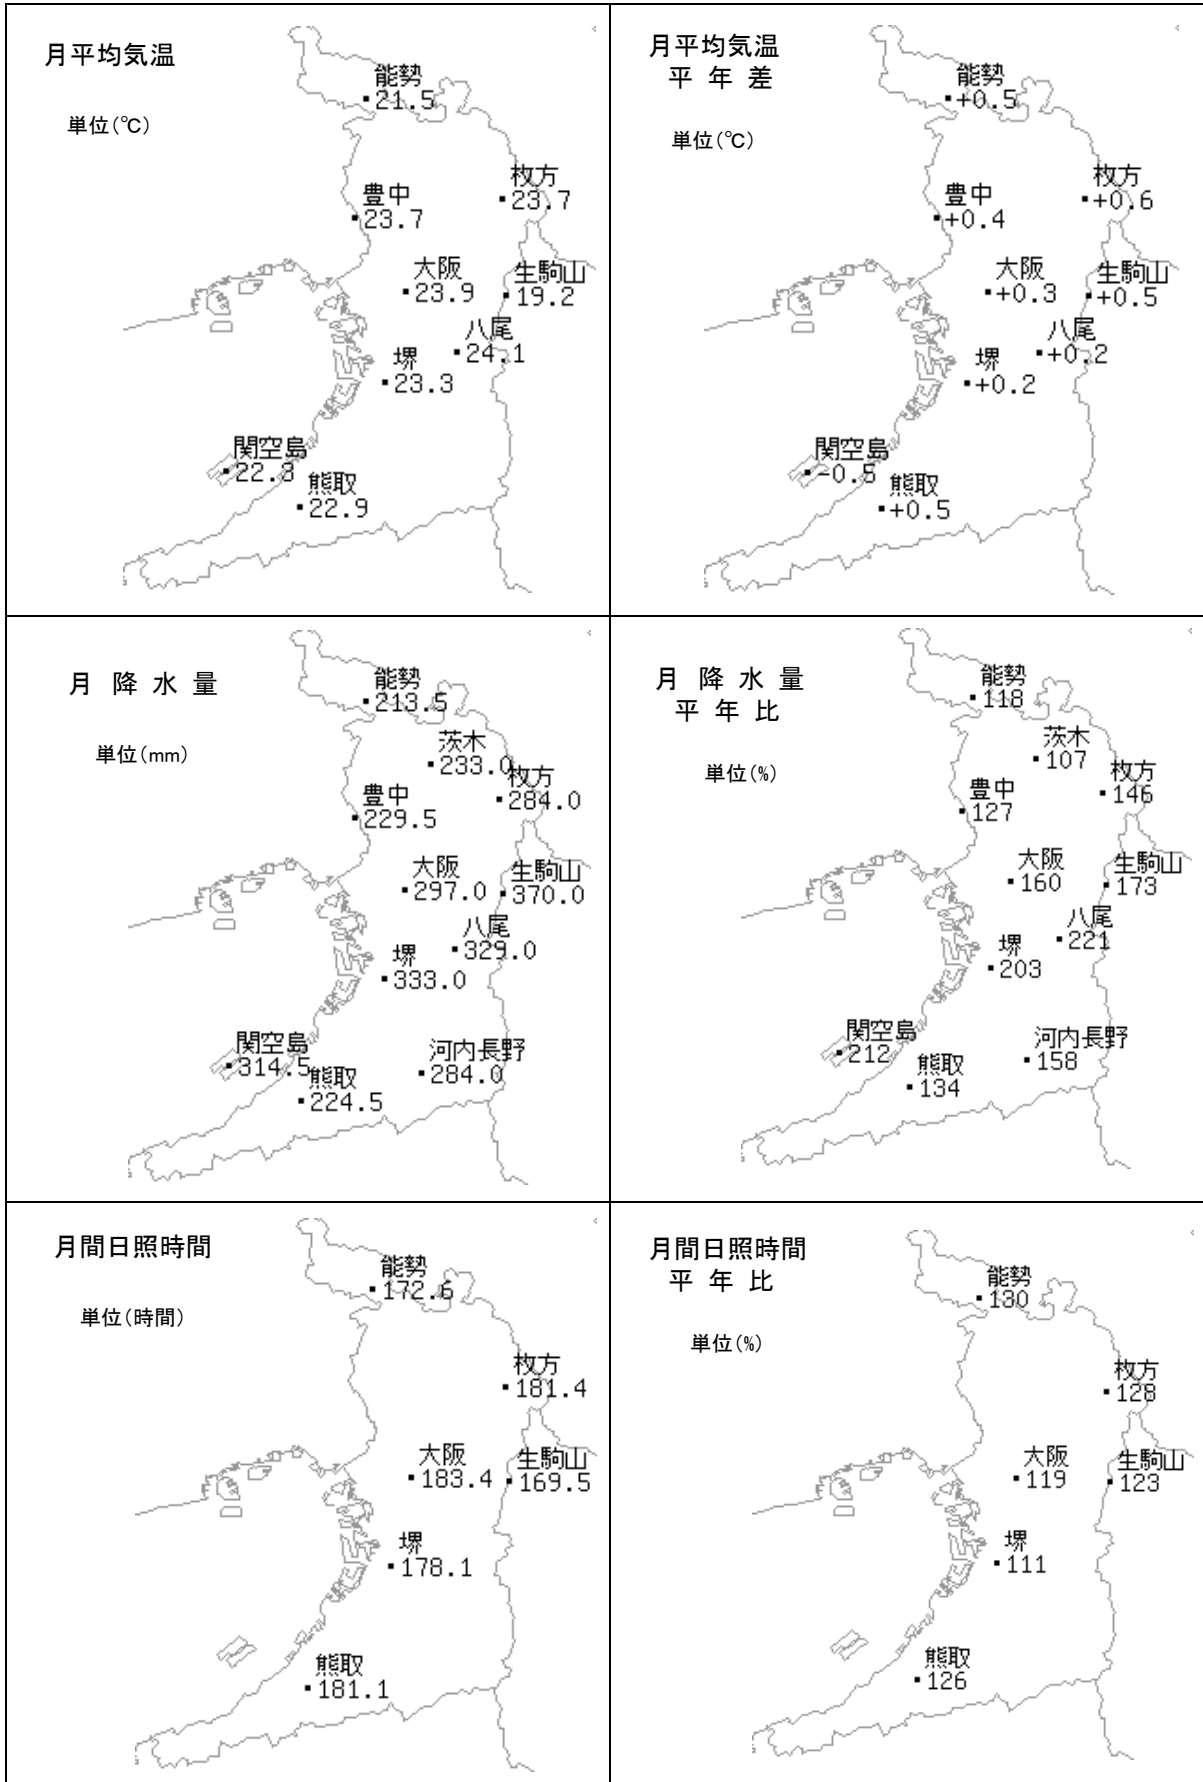 月平均気温
単位(℃)
能勢
21.5
枚方
23.7
豊中
23.7
大阪
23.9
生駒山
19.2
八尾
24.1
堺
23.3
関空島
22.8
熊取
22.9
月平均気温
平年差
単位(℃)
能勢
+0.5
枚方
+0.6
豊中
+0.4
大阪
+0.3
生駒山
+0.5
八尾
+0.2
堺
+0.2
関空島
-0.5
熊取
+0.5
月降水量
単位(mm)
能勢
213.5
茨木
233.0
枚方
284.0
豊中
229.5
大阪
297.0
生駒山
370.0
八尾
329.0
堺
333.0
関空島
314.5
河内長野
284.0
熊取
224.5
月降水量
平年比
単位(%)
能勢
118
茨木
107
枚方
146
豊中
127
大阪
160
生駒山
173
八尾
221
堺
203
関空島
212
河内長野
158
熊取
134
月間日照時間
単位(時間)
能勢
172.6
枚方
181.4
大阪
183.4
生駒山
169.5
堺
178.1
熊取
181.1
月間日照時間
平年比
単位(%)
能勢
130
枚方
128
大阪
119
生駒山
123
堺
111
熊取
126